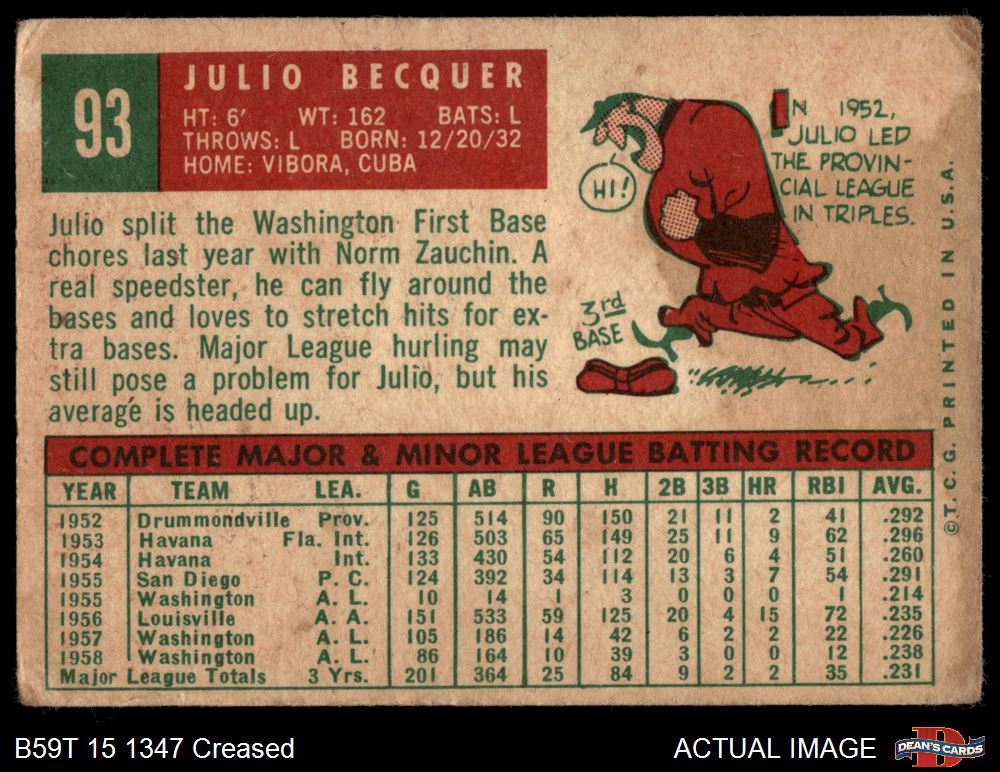 93
JULIO BECQUER
HT: 6' WT: 162 BATS: L
THROWS: L BORN: 12/20/32
HOME: VIBORA, CUBA
Julio split the Washington First Base
chores last year with Norm Zauchin. A
real speedster, he can fly around the
bases and loves to stretch hits for ex-
tra bases. Major League hurling may
still pose a problem for Julio, but his
average is headed up.
IN 1952,
JULIO LED
THE PROVIN-
CIAL LEAGUE
IN TRIPLES.
HI!
3rd
BASE
©T.C.G. PRINTED IN U.S.A.
COMPLETE MAJOR & MINOR LEAGUE BATTING RECORD
YEAR TEAM LEA. G AB R H 2B 3B HR RBI AVG.
1952 Drummondville Prov. 125 514 90 150 21 11 2 41 .292
1953 Havana Fla. Int. 126 503 65 149 25 11 9 62 .296
1954 Havana Int. 133 430 54 112 20 6 4 51 .260
1955 San Diego P. C. 124 392 34 114 13 3 7 54 .291
1955 Washington A. L. 10 14 1 3 0 0 0 1 .214
1956 Louisville A. A. 151 533 59 125 20 4 15 72 .235
1957 Washington A. L. 105 186 14 42 6 2 2 22 .226
1958 Washington A. L. 86 164 10 39 3 0 0 12 .238
Major League Totals 3 Yrs. 201 364 25 84 9 2 2 35 .231
B59T 15 1347 Creased
ACTUAL IMAGE
DEAN'S CARDS